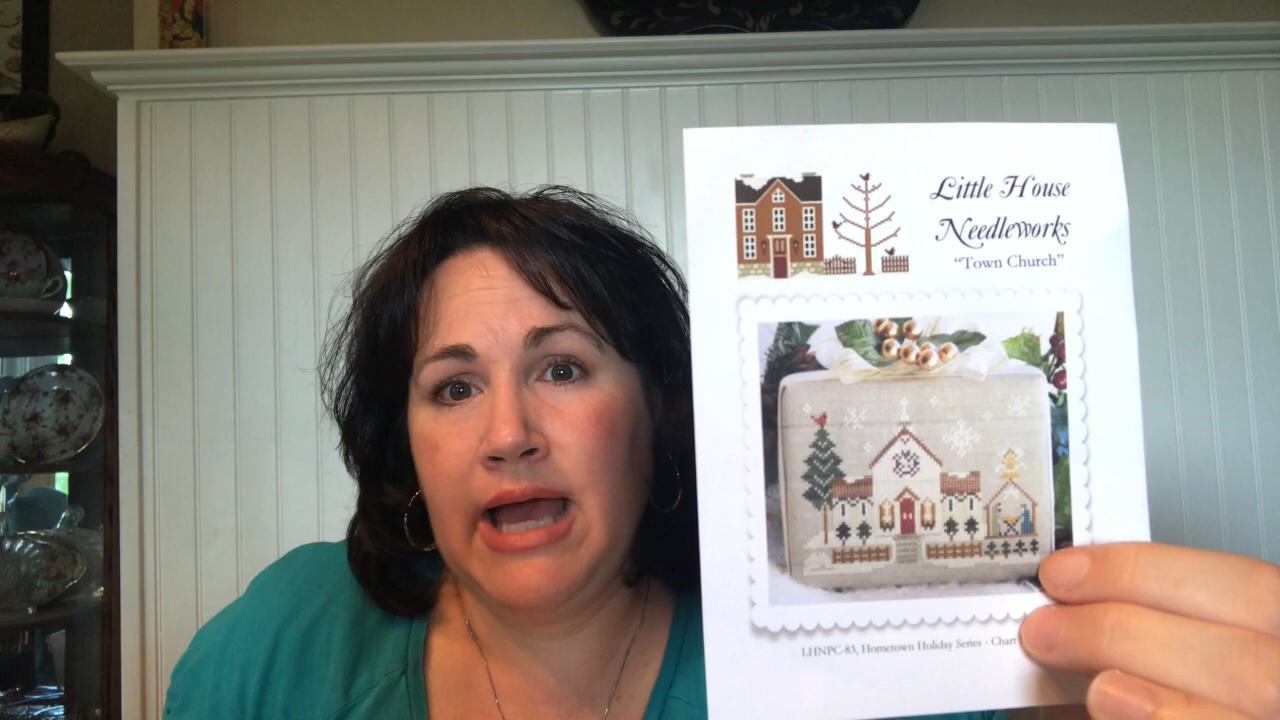 Little House
Needleworks
“Town Church”
LHNPC-83, Hometown Holiday Series - Chart